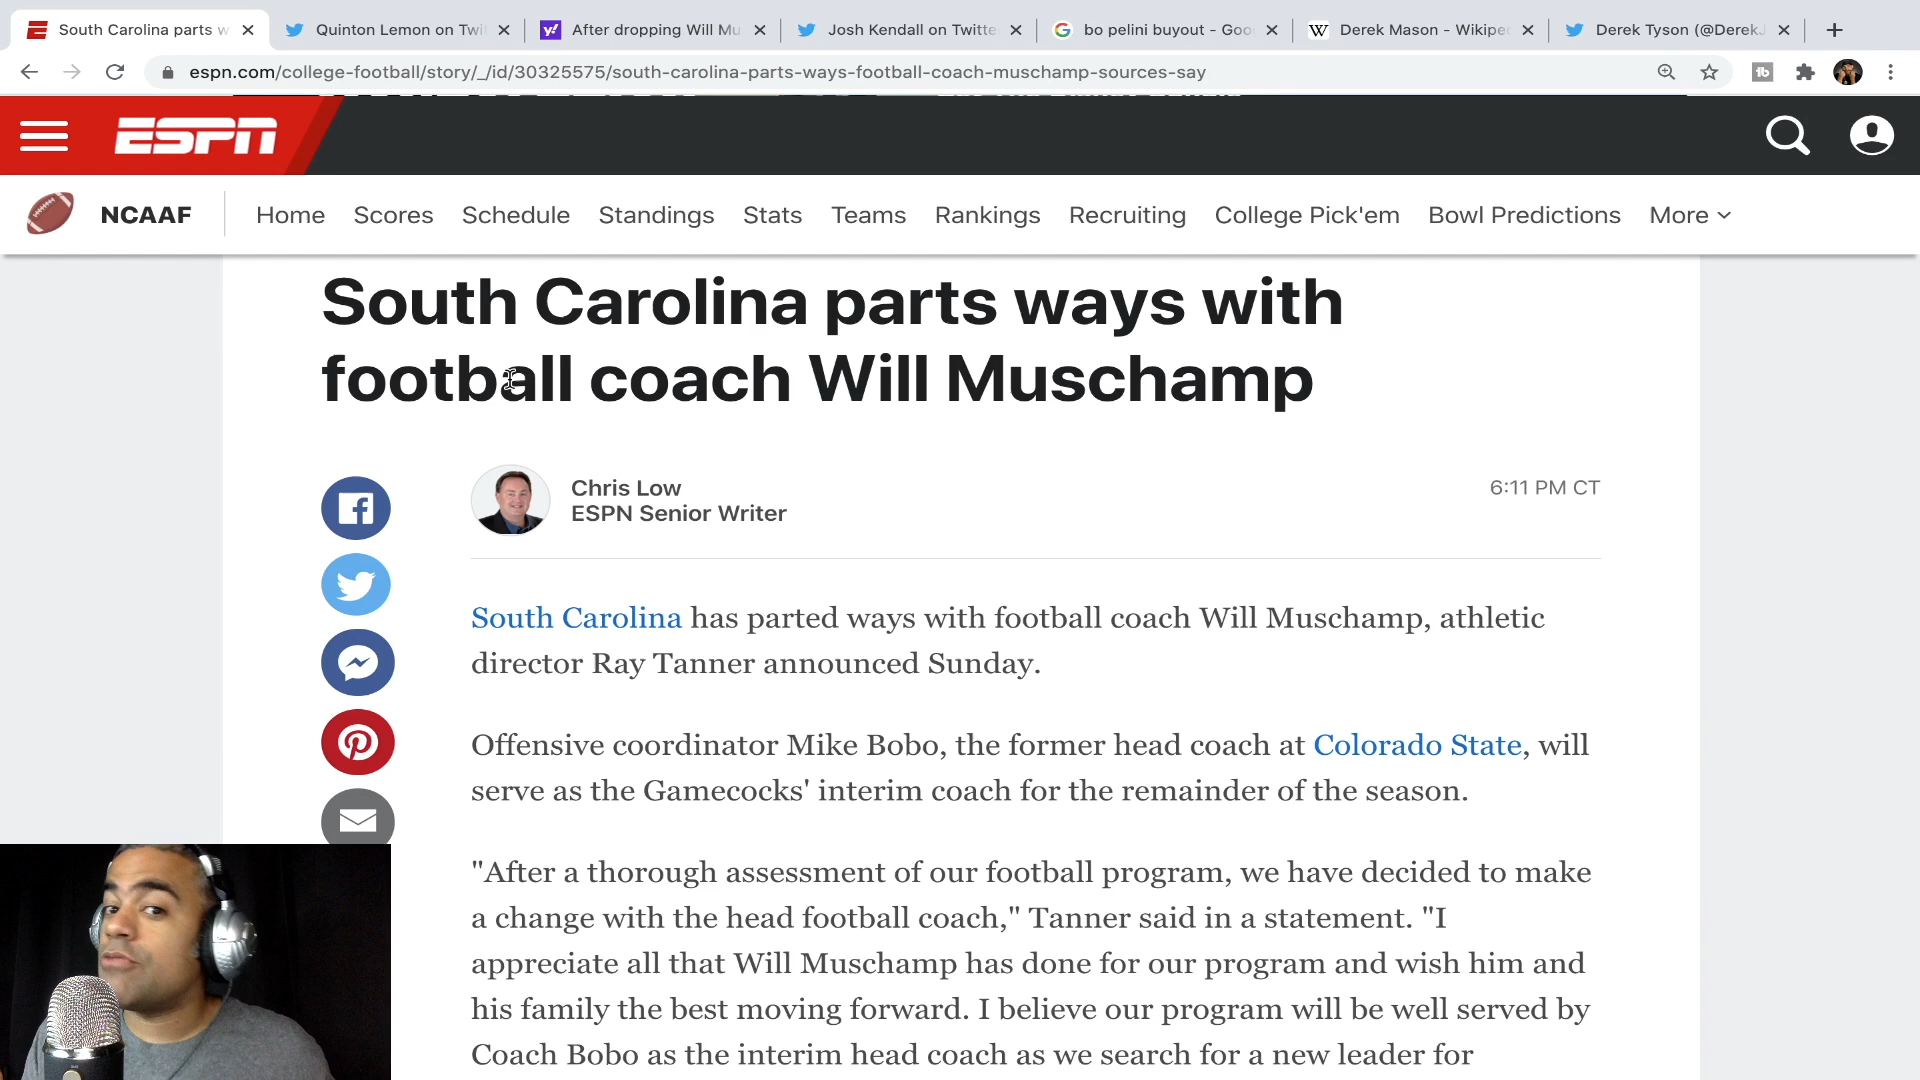 South Carolina parts w
Quinton Lemon on Twi
After dropping Will Mu
Josh Kendall on Twitte
bo pelini buyout - Goo
Derek Mason - Wikipe
Derek Tyson (@DerekJ
espn.com/college-football/story/_/id/30325575/south-carolina-parts-ways-football-coach-muschamp-sources-say
ESPN
NCAAF Home Scores Schedule Standings Stats Teams Rankings Recruiting College Pick'em Bowl Predictions More
South Carolina parts ways with
football coach Will Muschamp
Chris Low
ESPN Senior Writer
6:11 PM CT
South Carolina has parted ways with football coach Will Muschamp, athletic
director Ray Tanner announced Sunday.
Offensive coordinator Mike Bobo, the former head coach at Colorado State, will
serve as the Gamecocks' interim coach for the remainder of the season.
"After a thorough assessment of our football program, we have decided to make
a change with the head football coach," Tanner said in a statement. "I
appreciate all that Will Muschamp has done for our program and wish him and
his family the best moving forward. I believe our program will be well served by
Coach Bobo as the interim head coach as we search for a new leader for